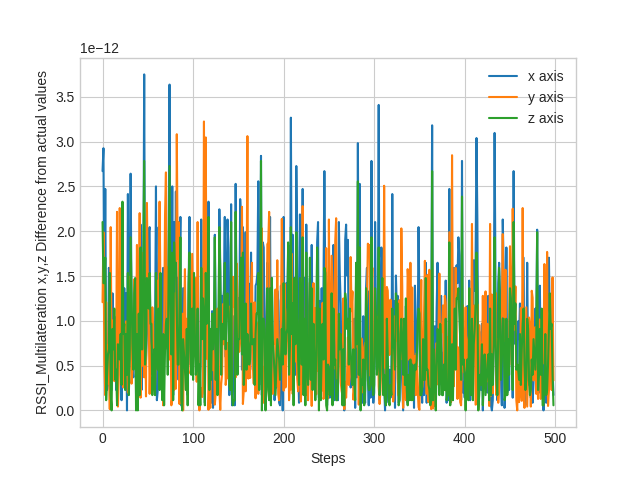 1e−12
RSSI_Multilateration x,y,z Difference from actual values
3.5
3.0
2.5
2.0
1.5
1.0
0.5
0.0
x axis
y axis
z axis
0 100 200 300 400 500
Steps